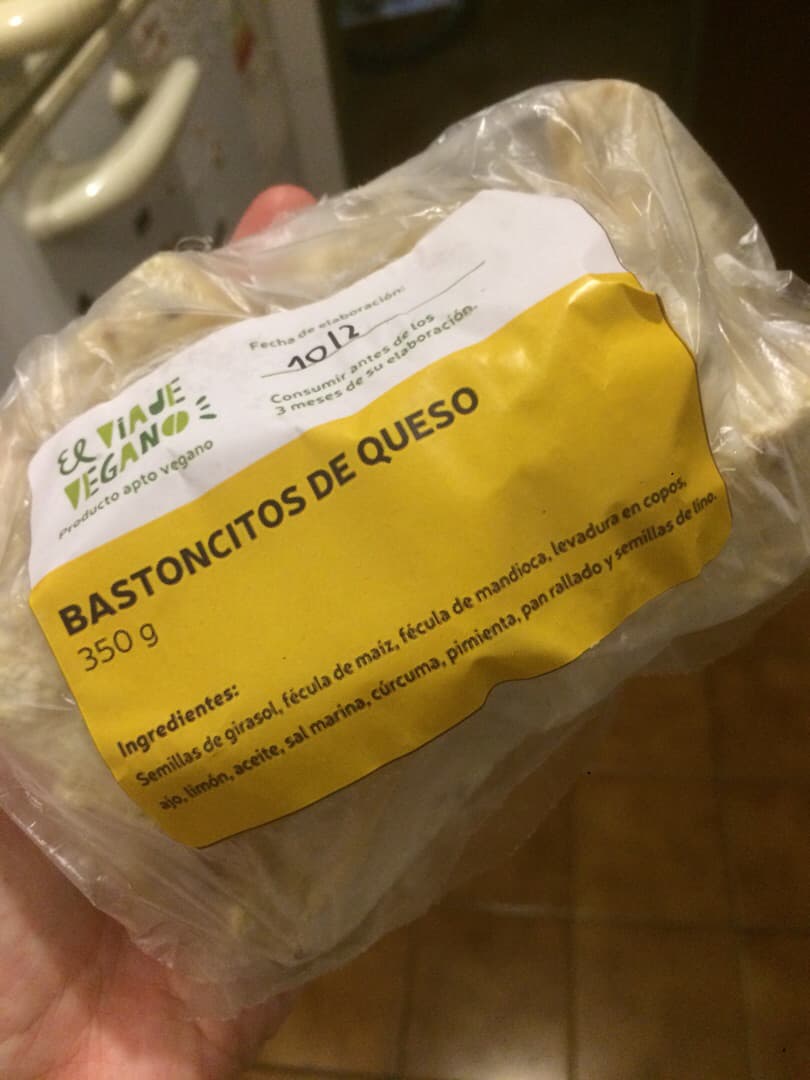 Fecha de elaboración:
10/2
Consumir antes de los
3 meses de su elaboración.
El ViAJE
VEGANO
Producto apto vegano
BASTONCITOS DE QUESO
350 g
Ingredientes:
Semillas de girasol, fécula de maíz, fécula de mandioca, levadura en copos,
ajo, limón, aceite, sal marina, cúrcuma, pimienta, pan rallado y semillas de lino.